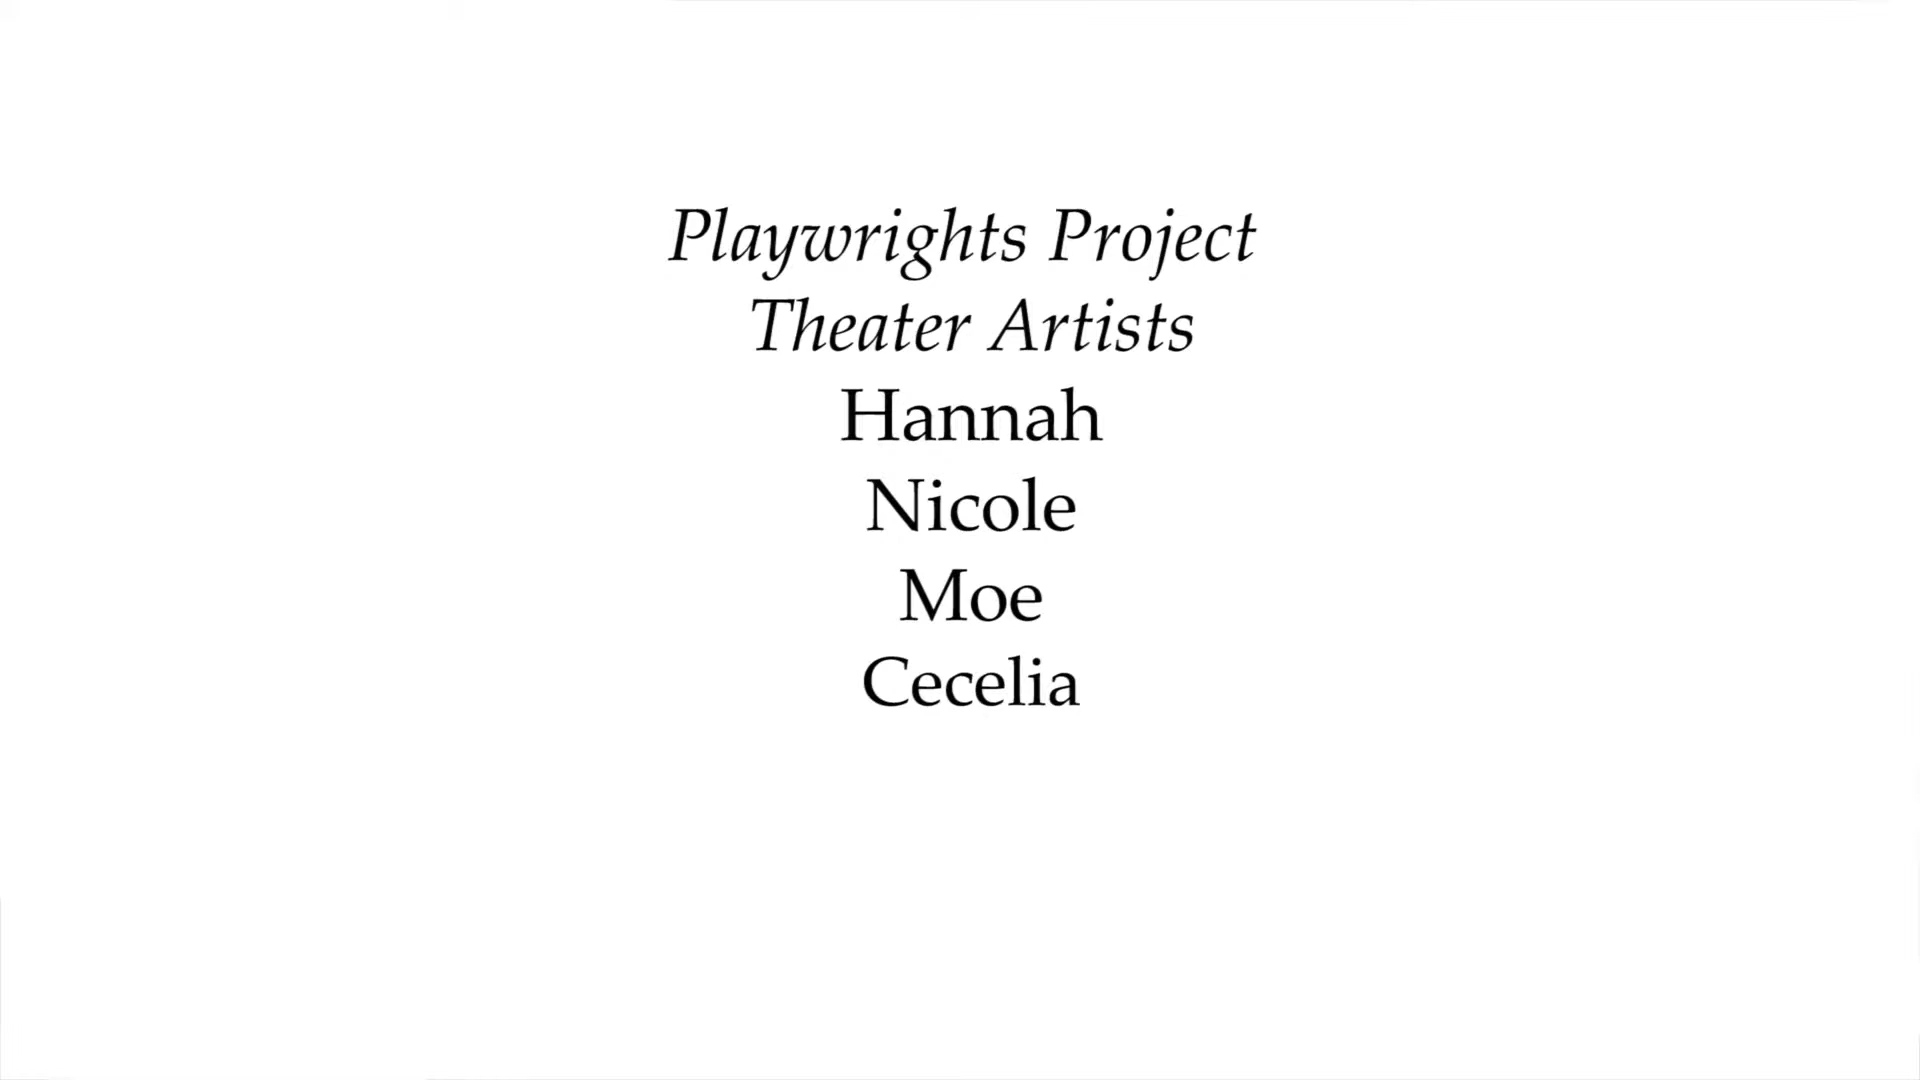 Playwrights Project
Theater Artists
Hannah
Nicole
Moe
Cecelia